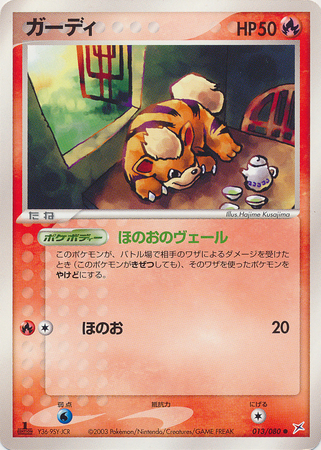 ガーディ HP50
たね
Illus.Hajime Kusajima
ポケボディー ほのおのヴェール
このポケモンが、バトル場で相手のワザによるダメージを受けた
とき(このポケモンがきぜつしても)、そのワザを使ったポケモンを
やけどにする。
ほのお 20
弱点 抵抗力 にげる
1
EDITION
Y36 9SY-JCR ©2003 Pokémon/Nintendo/Creatures/GAME FREAK 013/080 ●